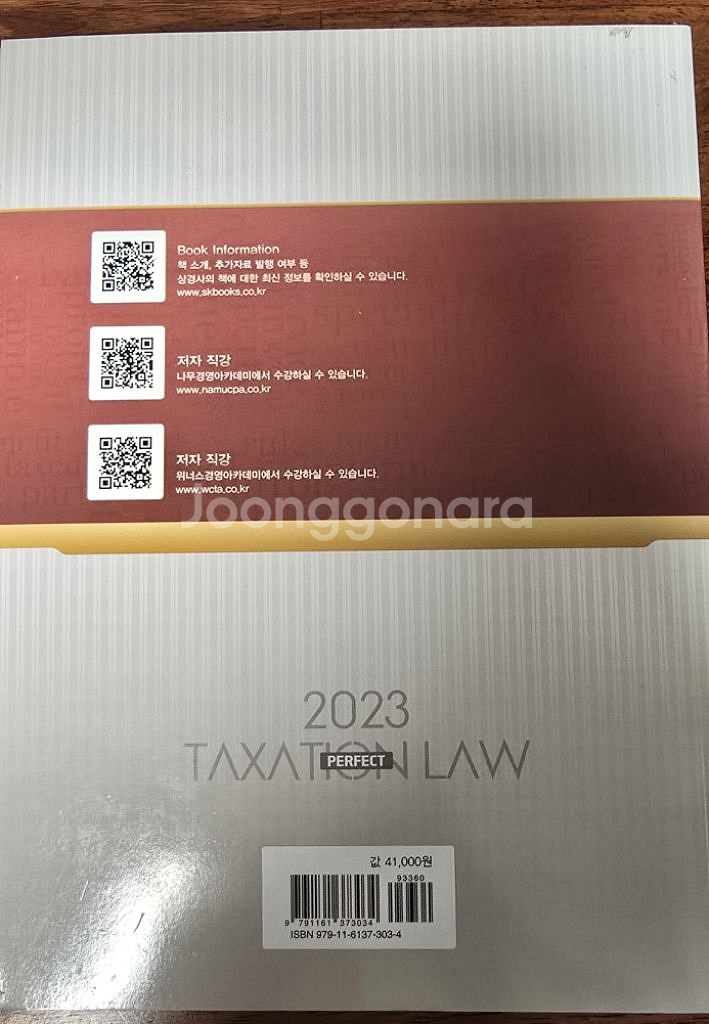 Book Information
책 소개, 추가자료 발행 여부 등
상경사의 책에 대한 최신 정보를 확인하실 수 있습니다.
www.skbooks.co.kr
저자 직강
나무경영아카데미에서 수강하실 수 있습니다.
www.namucpa.co.kr
저자 직강
위너스경영아카데미에서 수강하실 수 있습니다.
www.wcta.co.kr
Joonggonara
2023
TAXATION LAW
PERFECT
값 41,000원
93360
9 791161 373034
ISBN 979-11-6137-303-4